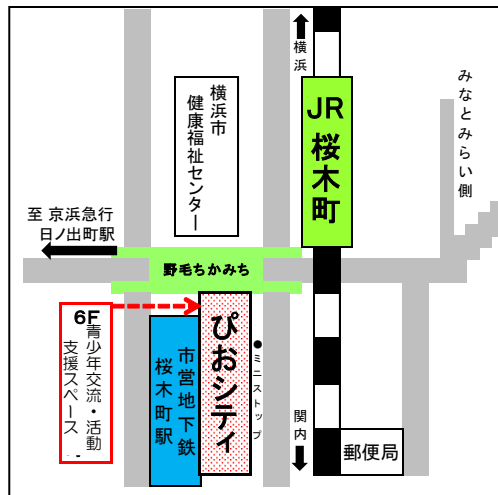 横浜
JR
桜木町
みなとみらい側
横浜市
健康福祉センター
至 京浜急行
日ノ出町駅
野毛ちかみち
6F
青少年交流・活動
支援スペース
ぴおシティ
市営地下鉄
桜木町駅
●ミニストップ
関内
郵便局